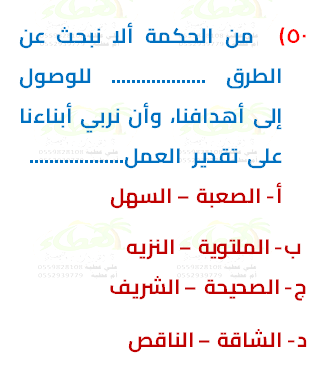 ٥٠) من الحكمة ألا نبحث عن
الطرق ................... للوصول
إلى أهدافنا، وأن نربي أبناءنا
على تقدير العمل...................
أ- الصعبة – السهل
ب- الملتوية – النزيه
ج- الصحيحة – الشريف
د- الشاقة – الناقص